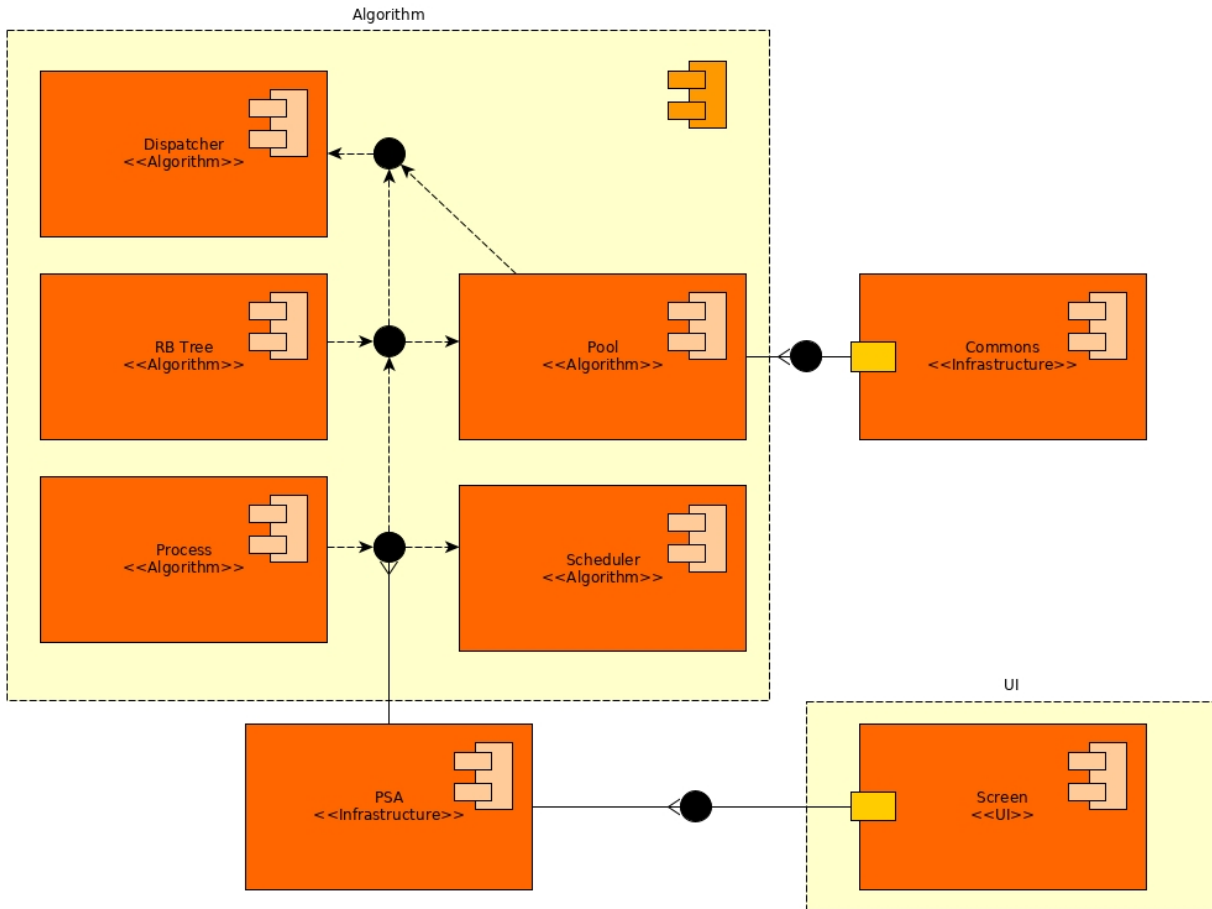 Algorithm
Dispatcher
<<Algorithm>>
RB Tree
<<Algorithm>>
Pool
<<Algorithm>>
Commons
<<Infrastructure>>
Process
<<Algorithm>>
Scheduler
<<Algorithm>>
UI
PSA
<<Infrastructure>>
Screen
<<UI>>